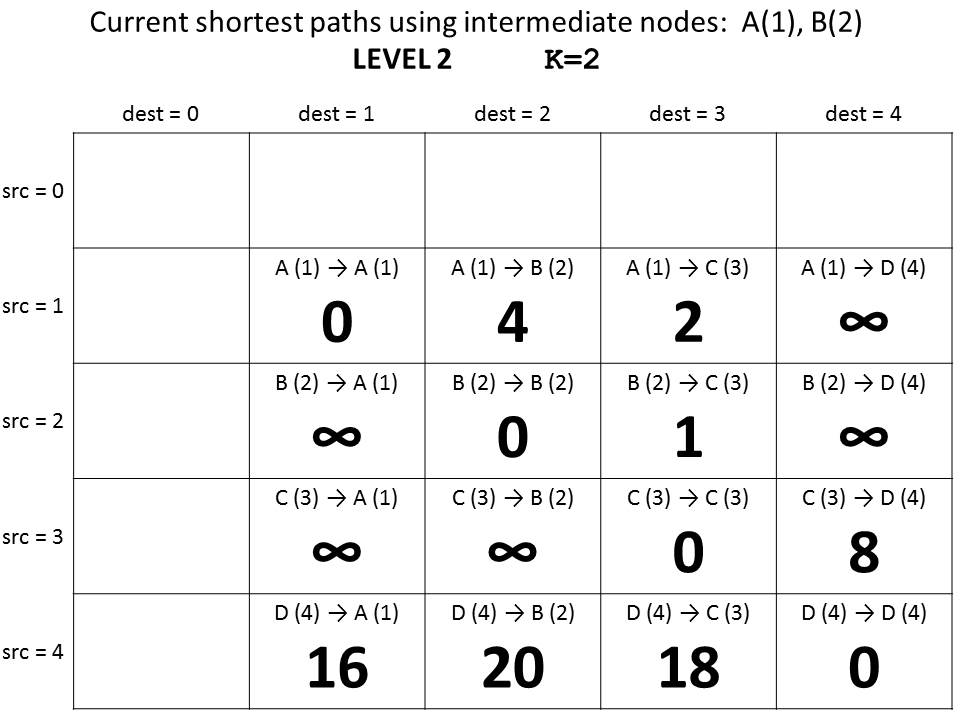 Current shortest paths using intermediate nodes: A(1), B(2)
LEVEL 2 K=2
dest = 0 dest = 1 dest = 2 dest = 3 dest = 4
src = 0
A (1) → A (1) A (1) → B (2) A (1) → C (3) A (1) → D (4)
src = 1 0 4 2 ∞
B (2) → A (1) B (2) → B (2) B (2) → C (3) B (2) → D (4)
src = 2 ∞ 0 1 ∞
C (3) → A (1) C (3) → B (2) C (3) → C (3) C (3) → D (4)
src = 3 ∞ ∞ 0 8
D (4) → A (1) D (4) → B (2) D (4) → C (3) D (4) → D (4)
src = 4 16 20 18 0